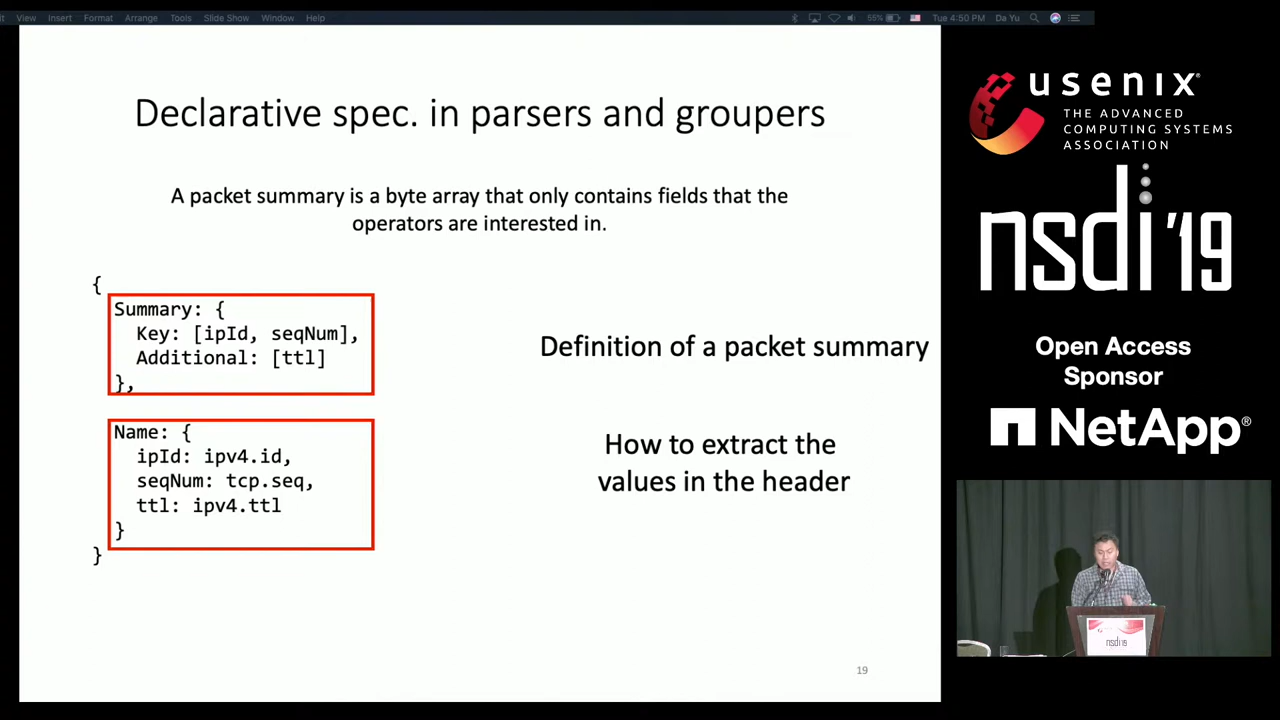 View Insert Format Arrange Tools Slide Show Window Help 55% Tue 4:50 PM Da Yu
Declarative spec. in parsers and groupers
A packet summary is a byte array that only contains fields that the
operators are interested in.
{
Summary: {
Key: [ipId, seqNum],
Additional: [ttl]
},
Definition of a packet summary
Name: {
ipId: ipv4.id,
seqNum: tcp.seq,
ttl: ipv4.ttl
}
}
How to extract the
values in the header
19
usenix®
THE ADVANCED
COMPUTING SYSTEMS
ASSOCIATION
nsdi '19
Open Access
Sponsor
NetApp®
nsdi'19